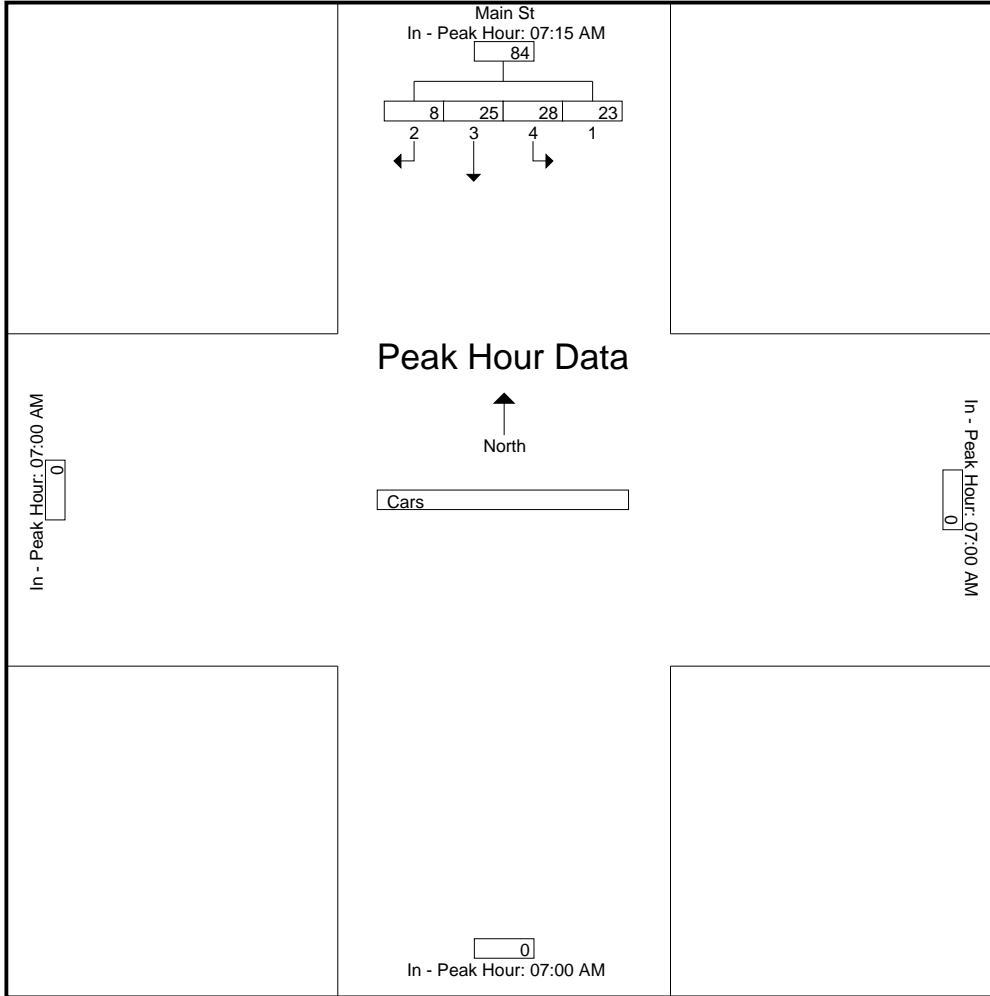 Main St
In - Peak Hour: 07:15 AM
84
8 25 28 23
2 3 4 1
Peak Hour Data
North
In - Peak Hour: 07:00 AM
0
Cars
0
In - Peak Hour: 07:00 AM
0
In - Peak Hour: 07:00 AM